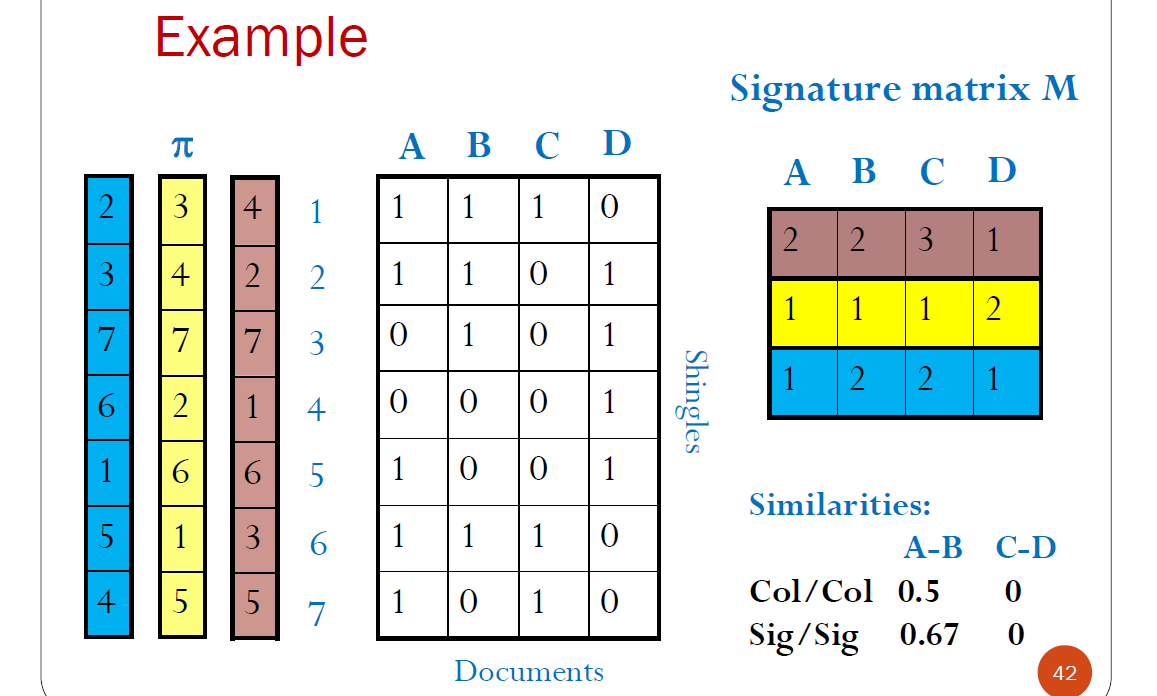 Example
Signature matrix M
π
A B C D
2 3 4 1 1 1 1 0
3 4 2 2 1 1 0 1
7 7 7 3 0 1 0 1
6 2 1 4 0 0 0 1
1 6 6 5 1 0 0 1
5 1 3 6 1 1 1 0
4 5 5 7 1 0 1 0
Documents
Shingles
A B C D
2 2 3 1
1 1 1 2
1 2 2 1
Similarities:
A-B C-D
Col/Col 0.5 0
Sig/Sig 0.67 0
42